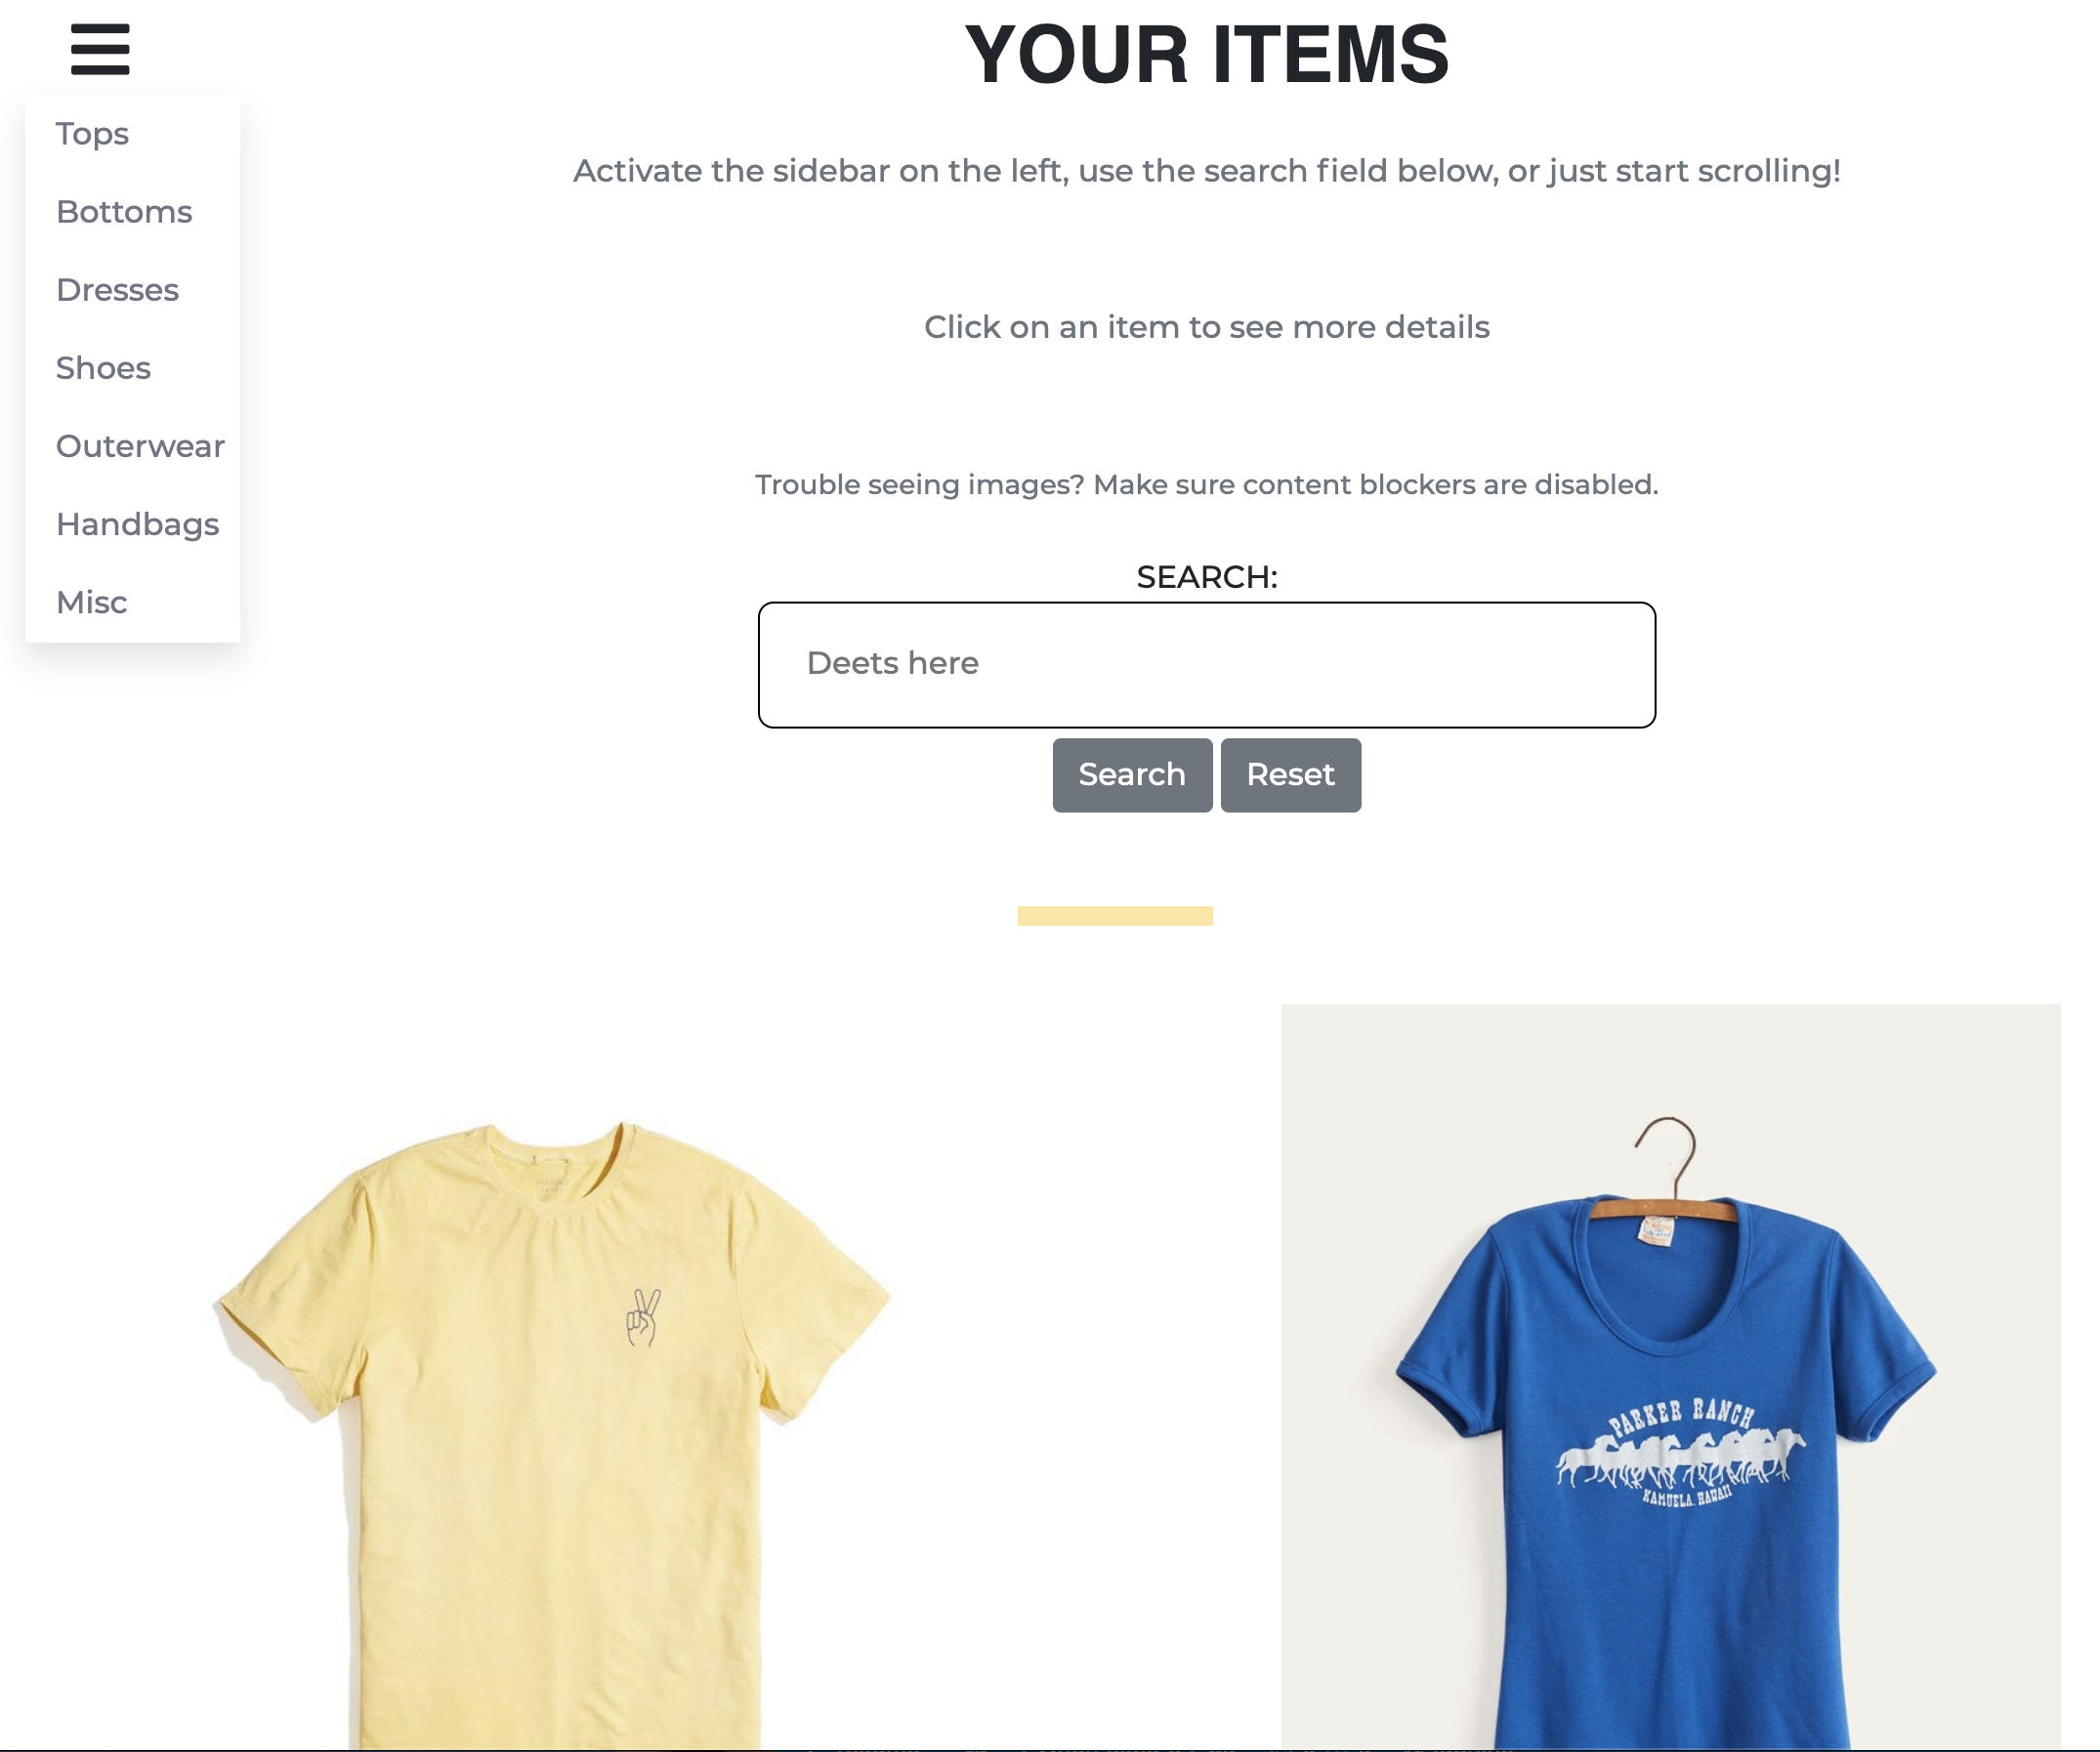 YOUR ITEMS
Tops
Bottoms
Dresses
Shoes
Outerwear
Handbags
Misc
Activate the sidebar on the left, use the search field below, or just start scrolling!
Click on an item to see more details
Trouble seeing images? Make sure content blockers are disabled.
SEARCH:
Deets here
Search Reset
PARKER RANCH
KAMUELA, HAWAII